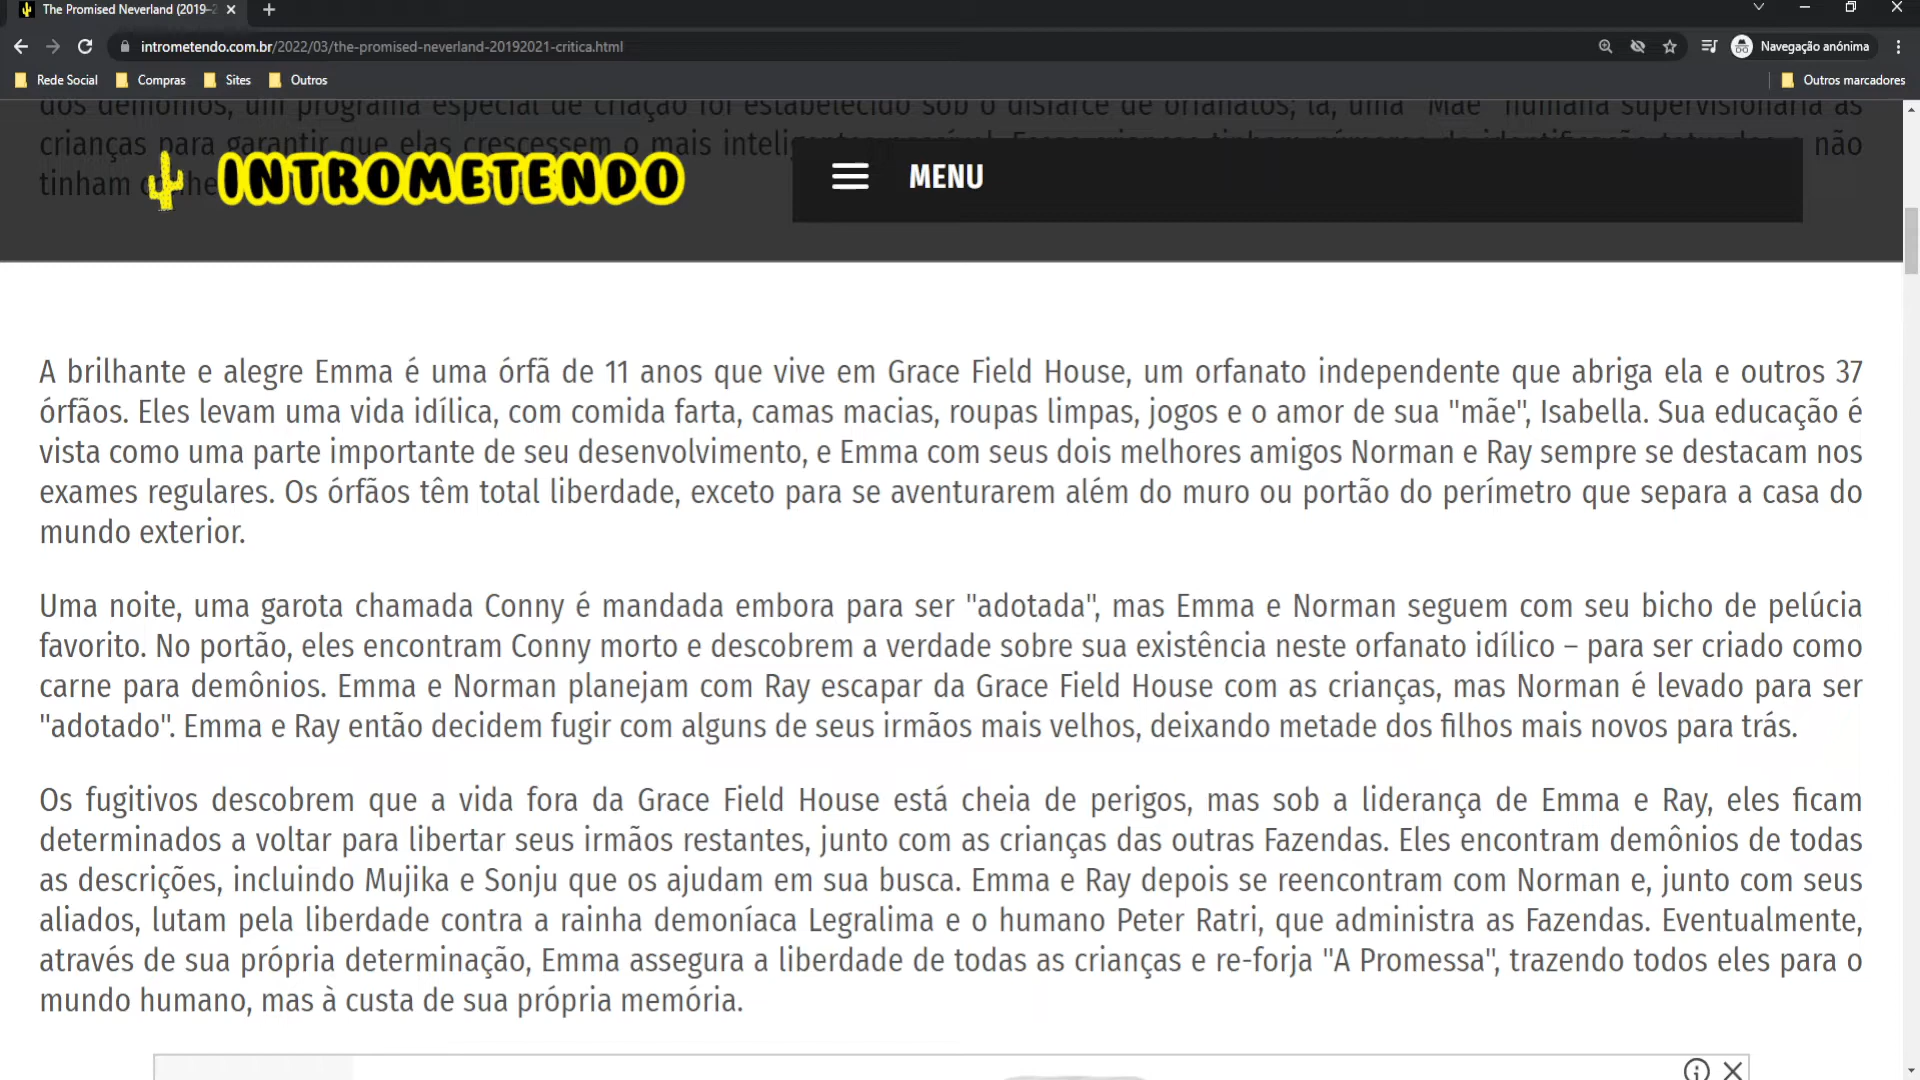 The Promised Neverland (2019-2
intrometendo.com.br/2022/03/the-promised-neverland-20192021-critica.html
Navegação anónima
Rede Social
Compras
Sites
Outros
Outros marcadores
dos demônios, um programa especial de criação foi estabelecido sob o disfarce de orfanatos; lá, uma "Mãe" humana supervisionaria as
crianças para garantir que elas crescessem o mais não
tinham
INTROMETENDO
MENU
A brilhante e alegre Emma é uma órfã de 11 anos que vive em Grace Field House, um orfanato independente que abriga ela e outros 37
órfãos. Eles levam uma vida idílica, com comida farta, camas macias, roupas limpas, jogos e o amor de sua "mãe", Isabella. Sua educação é
vista como uma parte importante de seu desenvolvimento, e Emma com seus dois melhores amigos Norman e Ray sempre se destacam nos
exames regulares. Os órfãos têm total liberdade, exceto para se aventurarem além do muro ou portão do perímetro que separa a casa do
mundo exterior.
Uma noite, uma garota chamada Conny é mandada embora para ser "adotada", mas Emma e Norman seguem com seu bicho de pelúcia
favorito. No portão, eles encontram Conny morto e descobrem a verdade sobre sua existência neste orfanato idílico – para ser criado como
carne para demônios. Emma e Norman planejam com Ray escapar da Grace Field House com as crianças, mas Norman é levado para ser
"adotado". Emma e Ray então decidem fugir com alguns de seus irmãos mais velhos, deixando metade dos filhos mais novos para trás.
Os fugitivos descobrem que a vida fora da Grace Field House está cheia de perigos, mas sob a liderança de Emma e Ray, eles ficam
determinados a voltar para libertar seus irmãos restantes, junto com as crianças das outras Fazendas. Eles encontram demônios de todas
as descrições, incluindo Mujika e Sonju que os ajudam em sua busca. Emma e Ray depois se reencontram com Norman e, junto com seus
aliados, lutam pela liberdade contra a rainha demoníaca Legralima e o humano Peter Ratri, que administra as Fazendas. Eventualmente,
através de sua própria determinação, Emma assegura a liberdade de todas as crianças e re-forja "A Promessa", trazendo todos eles para o
mundo humano, mas à custa de sua própria memória.